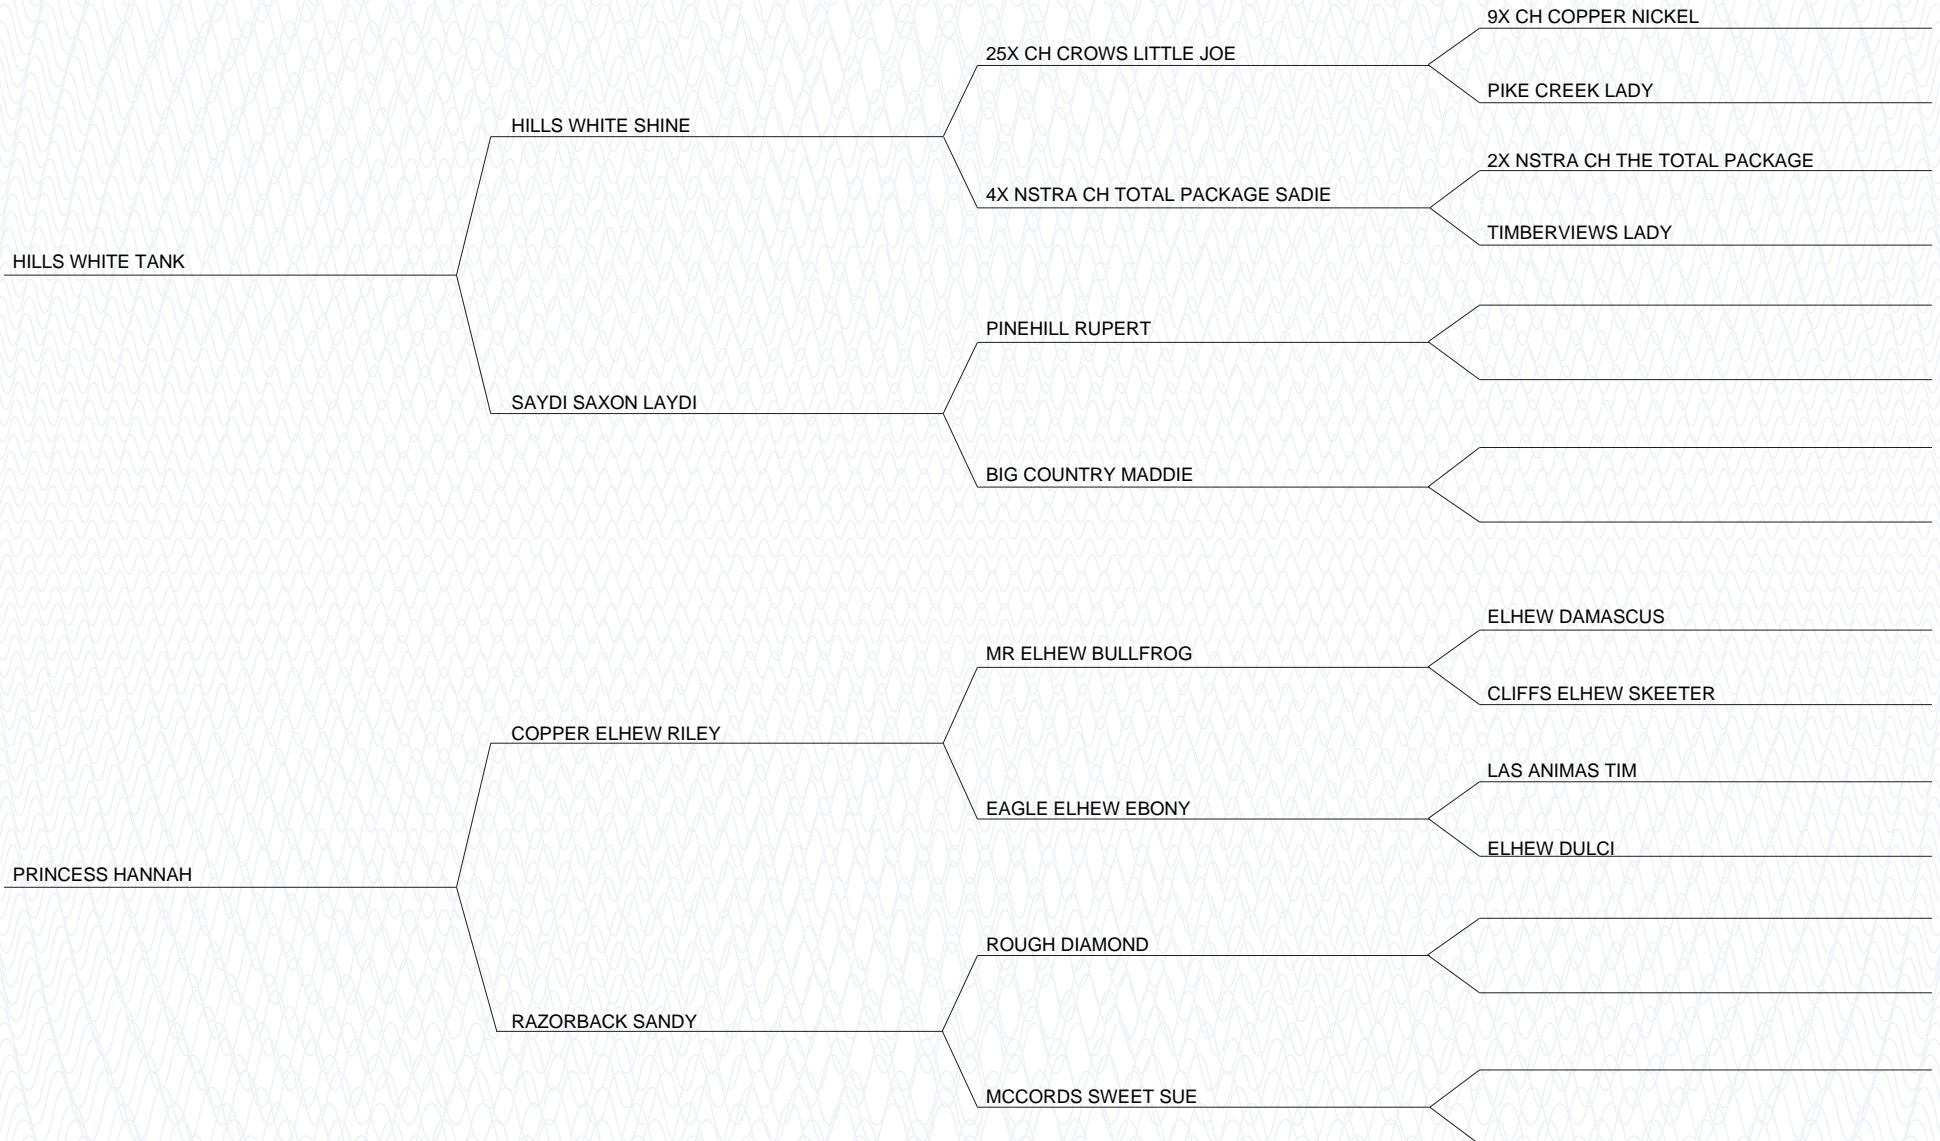 9X CH COPPER NICKEL
25X CH CROWS LITTLE JOE
PIKE CREEK LADY
HILLS WHITE SHINE
2X NSTRA CH THE TOTAL PACKAGE
4X NSTRA CH TOTAL PACKAGE SADIE
TIMBERVIEWS LADY
HILLS WHITE TANK
PINEHILL RUPERT
SAYDI SAXON LAYDI
BIG COUNTRY MADDIE
ELHEW DAMASCUS
MR ELHEW BULLFROG
CLIFFS ELHEW SKEETER
COPPER ELHEW RILEY
LAS ANIMAS TIM
EAGLE ELHEW EBONY
ELHEW DULCI
PRINCESS HANNAH
ROUGH DIAMOND
RAZORBACK SANDY
MCCORDS SWEET SUE